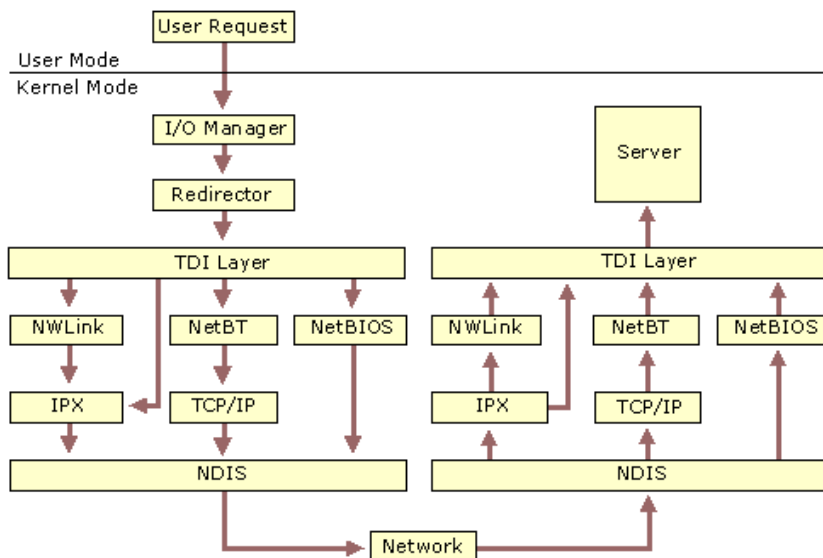 User Request
User Mode
Kernel Mode
I/O Manager
Server
Redirector
TDI Layer
TDI Layer
NWLink
NetBT
NetBIOS
NWLink
NetBT
NetBIOS
IPX
TCP/IP
IPX
TCP/IP
NDIS
NDIS
Network